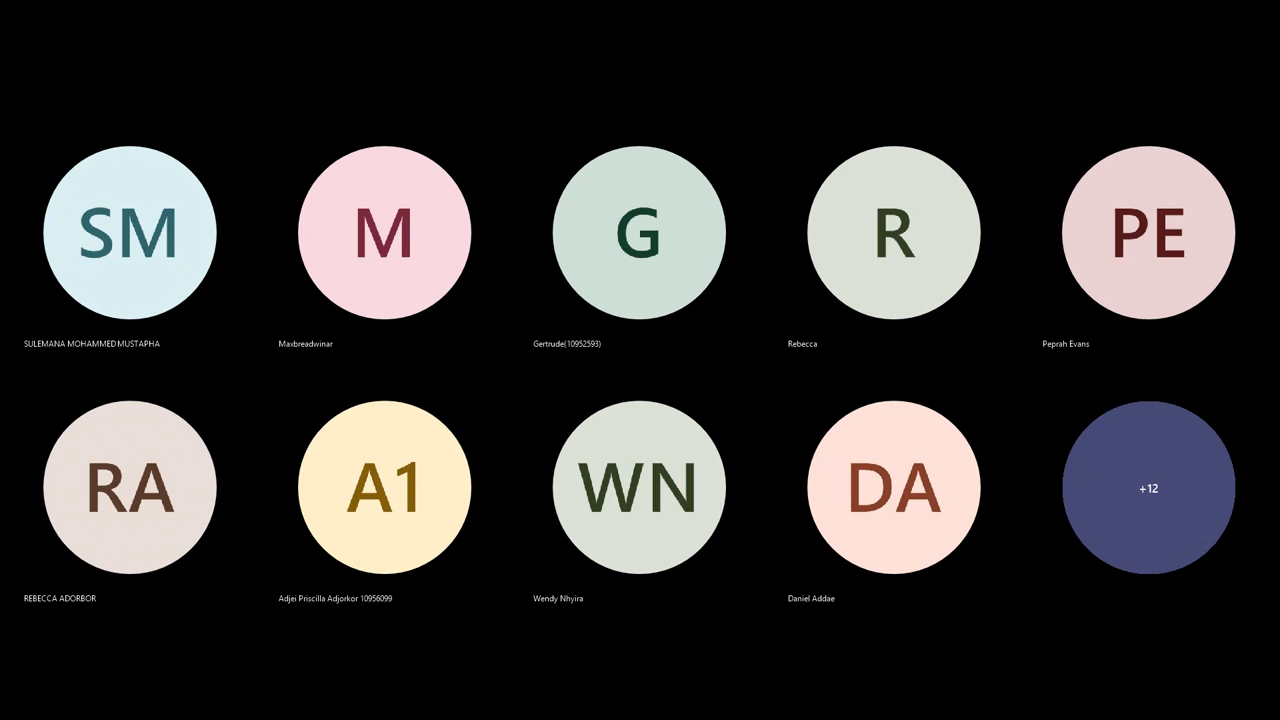 SM
M
G
R
PE
SULEMANA MOHAMMED MUSTAPHA
Maxbreadwinar
Gertrude(10952593)
Rebecca
Peprah Evans
RA
A1
WN
DA
+12
REBECCA ADORBOR
Adjei Priscilla Adjorkor 10956099
Wendy Nhyira
Daniel Addae